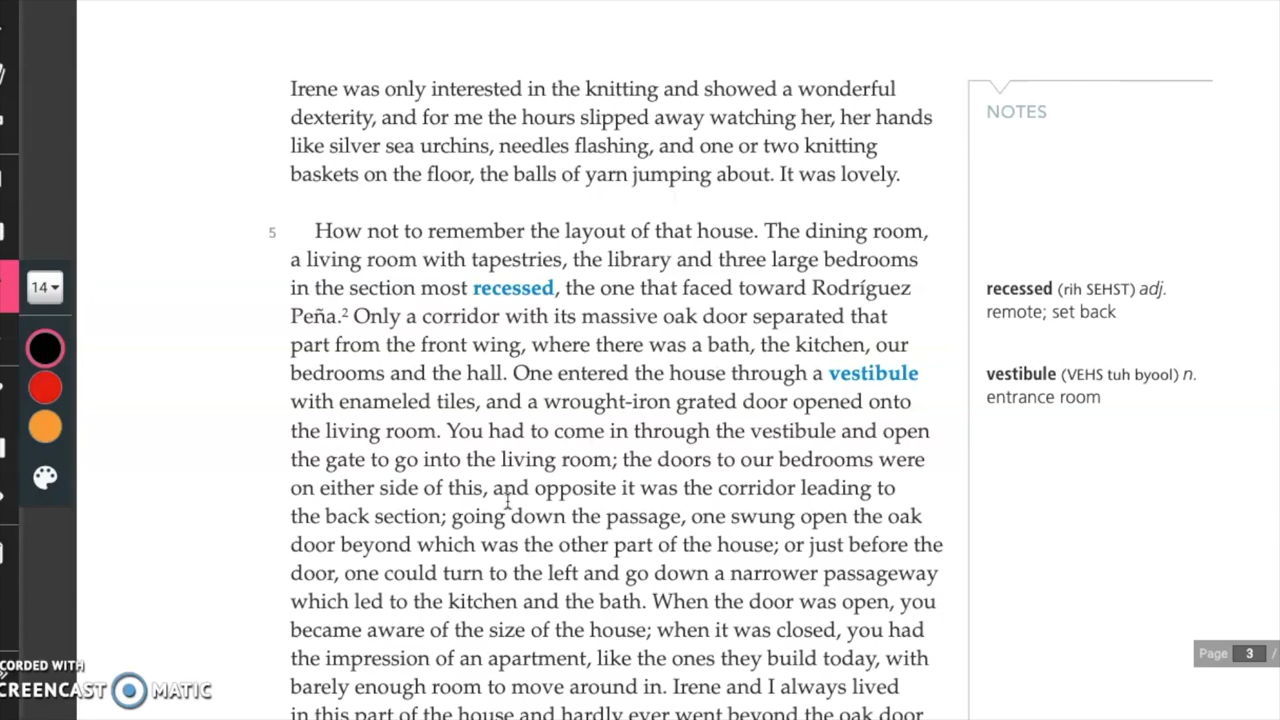 Irene was only interested in the knitting and showed a wonderful
dexterity, and for me the hours slipped away watching her, her hands
like silver sea urchins, needles flashing, and one or two knitting
baskets on the floor, the balls of yarn jumping about. It was lovely.
NOTES
5 How not to remember the layout of that house. The dining room,
a living room with tapestries, the library and three large bedrooms
in the section most recessed, the one that faced toward Rodríguez
Peña.² Only a corridor with its massive oak door separated that
part from the front wing, where there was a bath, the kitchen, our
bedrooms and the hall. One entered the house through a vestibule
with enameled tiles, and a wrought-iron grated door opened onto
the living room. You had to come in through the vestibule and open
the gate to go into the living room; the doors to our bedrooms were
on either side of this, and opposite it was the corridor leading to
the back section; going down the passage, one swung open the oak
door beyond which was the other part of the house; or just before the
door, one could turn to the left and go down a narrower passageway
which led to the kitchen and the bath. When the door was open, you
became aware of the size of the house; when it was closed, you had
the impression of an apartment, like the ones they build today, with
barely enough room to move around in. Irene and I always lived
in this part of the house and hardly ever went beyond the oak door
recessed (rih SEHST) adj.
remote; set back
vestibule (VEHS tuh byool) n.
entrance room
14
Page 3 /
CORDED WITH
CREENCAST MATIC